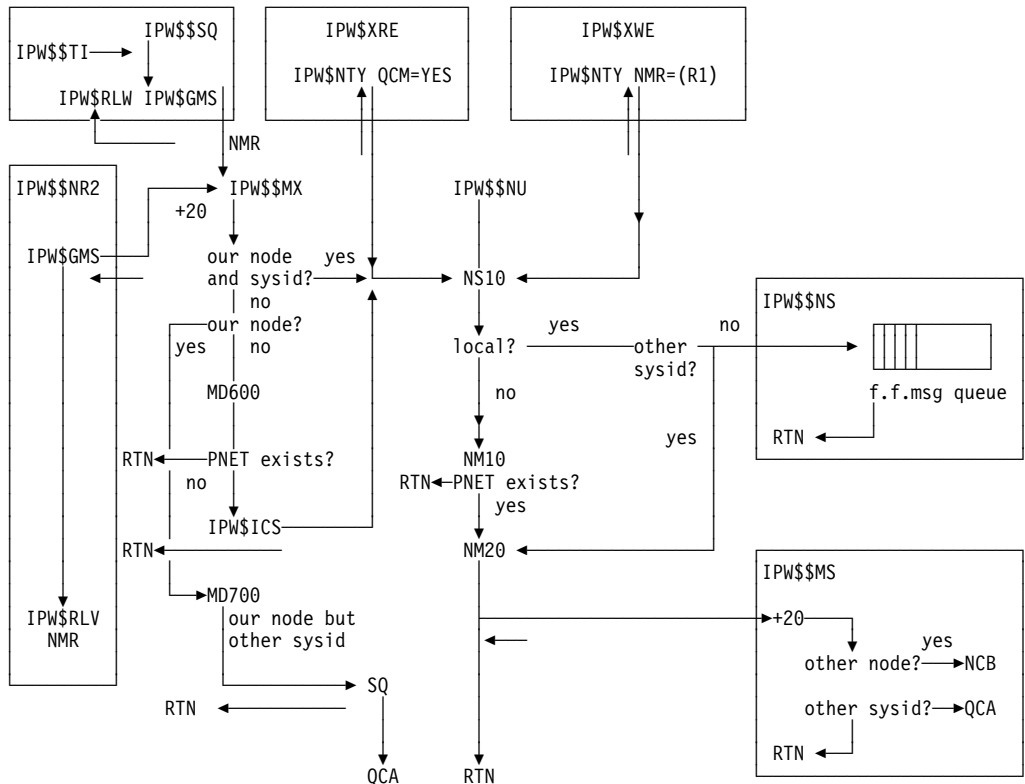 IPW$$SQ
IPW$$TI
IPW$RLW IPW$GMS
IPW$XRE
IPW$NTY QCM=YES
IPW$XWE
IPW$NTY NMR=(R1)
NMR
IPW$$NR2
IPW$GMS
IPW$RLV
NMR
IPW$$MX
+20
our node
and sysid?
yes
no
our node?
yes
no
MD600
RTN
PNET exists?
no
IPW$ICS
RTN
MD700
our node but
other sysid
SQ
RTN
QCA
IPW$$NU
NS10
local?
yes
other
sysid?
no
yes
no
NM10
RTN
PNET exists?
yes
NM20
RTN
IPW$$NS
f.f.msg queue
RTN
IPW$$MS
+20
other node?
yes
NCB
other sysid?
QCA
RTN